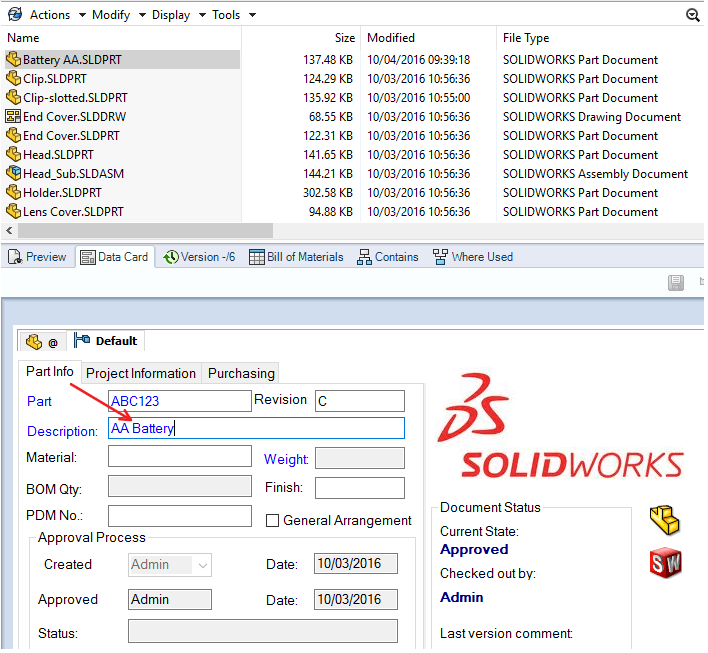 Actions Modify Display Tools
Name Size Modified File Type
Battery AA.SLDPRT 137.48 KB 10/04/2016 09:39:18 SOLIDWORKS Part Document
Clip.SLDPRT 124.29 KB 10/03/2016 10:56:36 SOLIDWORKS Part Document
Clip-slotted.SLDPRT 135.92 KB 10/03/2016 10:55:00 SOLIDWORKS Part Document
End Cover.SLDDRW 68.55 KB 10/03/2016 10:56:36 SOLIDWORKS Drawing Document
End Cover.SLDPRT 122.31 KB 10/03/2016 10:56:36 SOLIDWORKS Part Document
Head.SLDPRT 141.65 KB 10/03/2016 10:56:36 SOLIDWORKS Part Document
Head_Sub.SLDASM 144.21 KB 10/03/2016 10:56:36 SOLIDWORKS Assembly Document
Holder.SLDPRT 302.58 KB 10/03/2016 10:56:36 SOLIDWORKS Part Document
Lens Cover.SLDPRT 94.88 KB 10/03/2016 10:56:36 SOLIDWORKS Part Document
Preview Data Card Version -/6 Bill of Materials Contains Where Used
@ Default
Part Info Project Information Purchasing
Part ABC123 Revision C
Description: AA Battery
Material: Weight:
BOM Qty: Finish:
PDM No.: General Arrangement
Approval Process
Created Admin Date: 10/03/2016
Approved Admin Date: 10/03/2016
Status:
SOLIDWORKS
Document Status
Current State:
Approved
Checked out by:
Admin
Last version comment:
SW